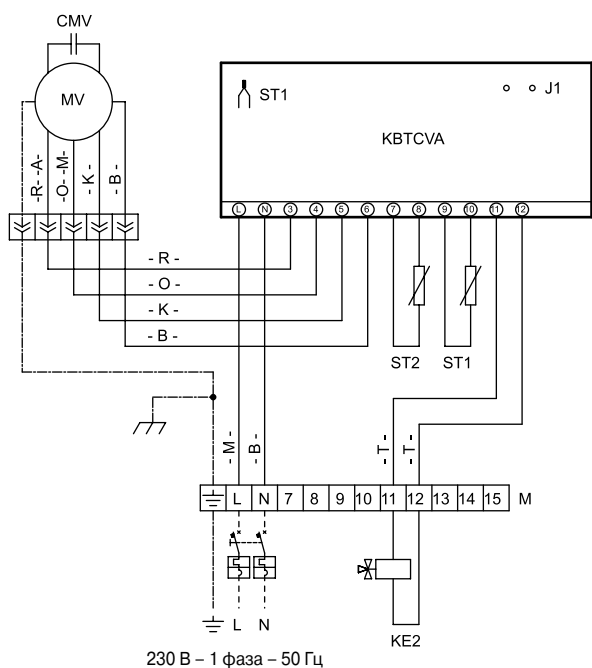 CMV
MV
ST1
J1
KBTCVA
L N 3 4 5 6 7 8 9 10 11 12
-R- -A- -O- -M- - K - - B -
- R -
- O -
- K -
- B -
ST2 ST1
- M - - B - - T - - T -
L N 7 8 9 10 11 12 13 14 15 M
L N
KE2
230 В – 1 фаза – 50 Гц